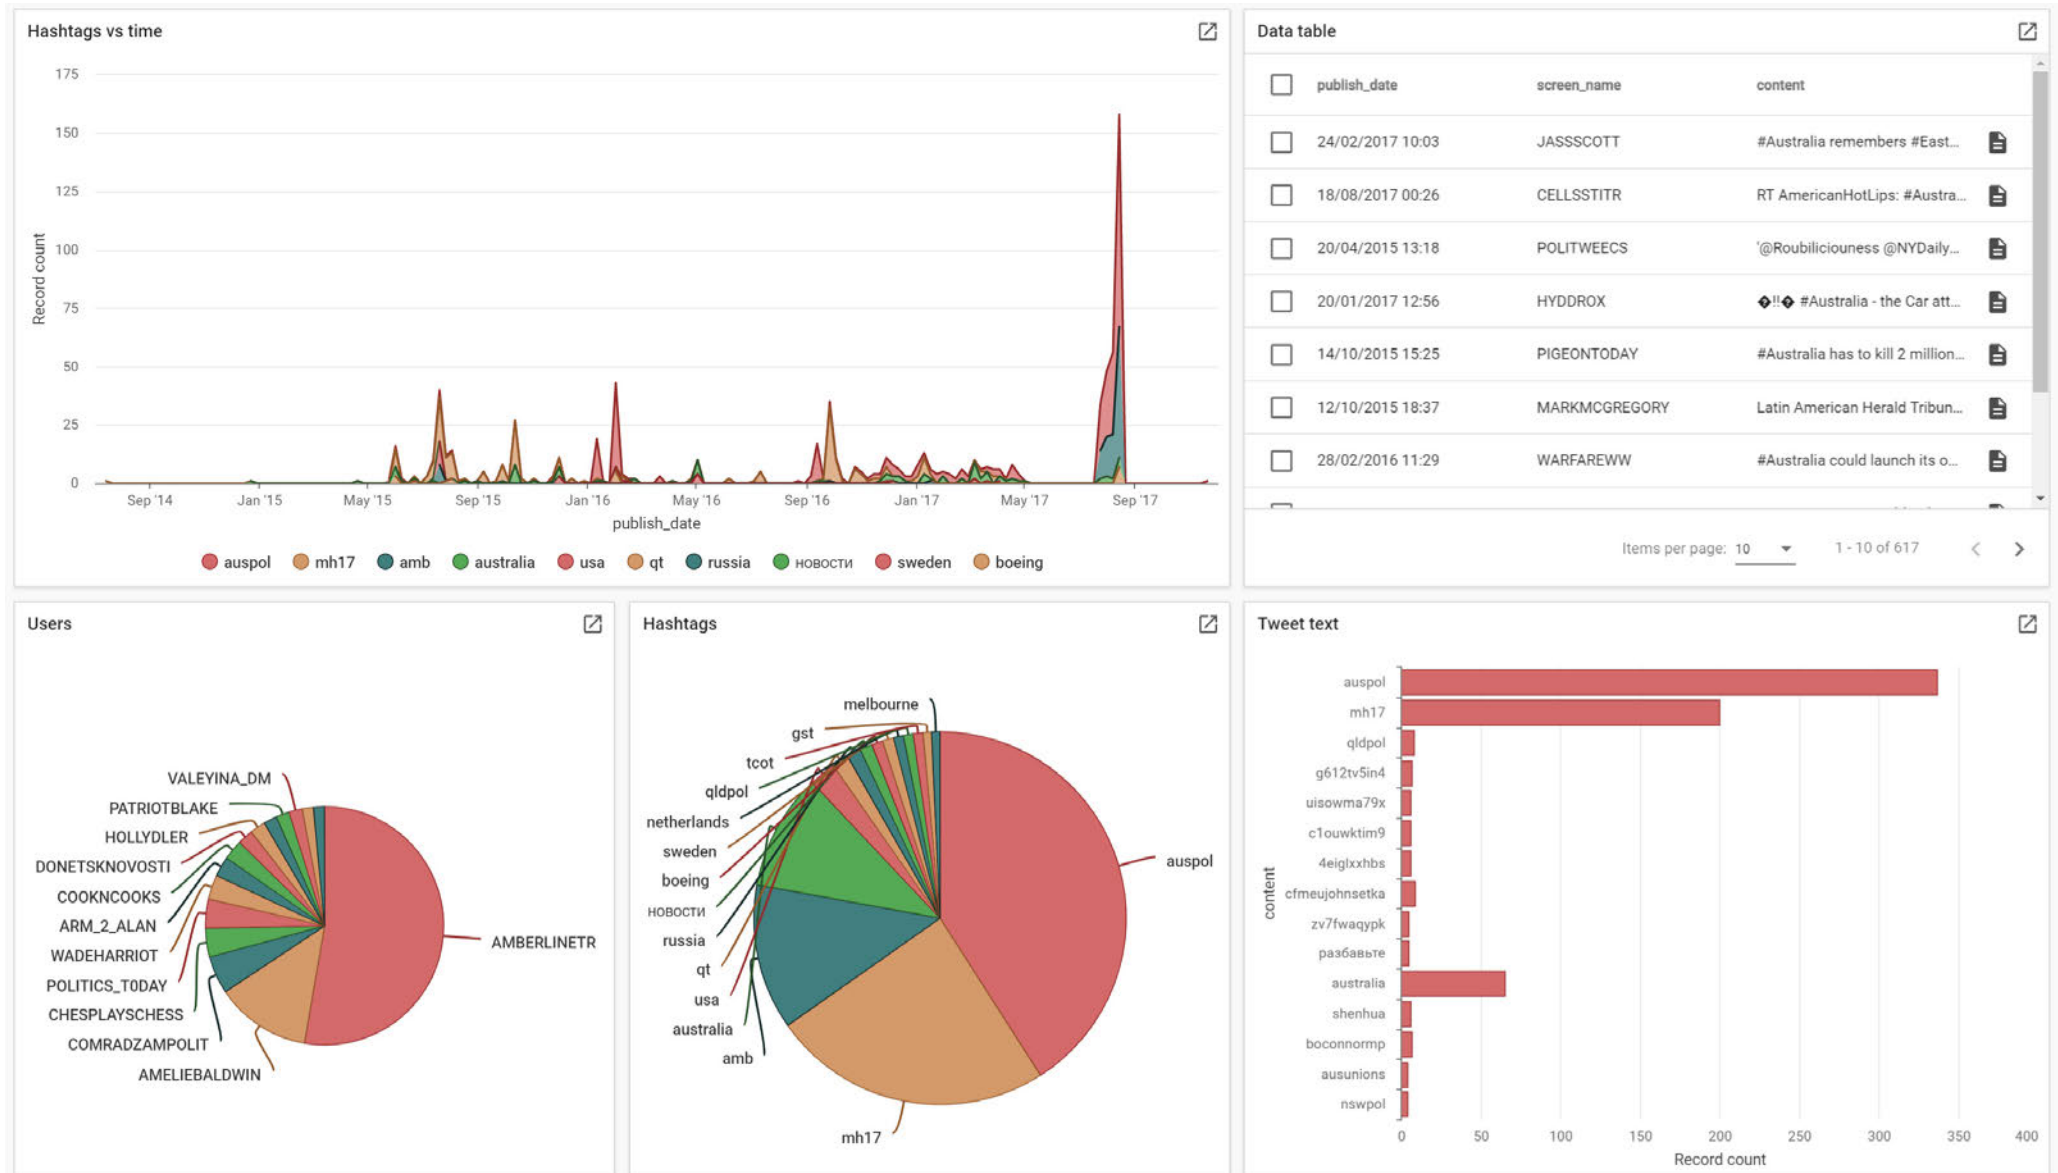 Hashtags vs time
175
150
125
100
75
50
25
0
Record count
Sep '14 Jan '15 May '15 Sep '15 Jan '16 May '16 Sep '16 Jan '17 May '17 Sep '17
publish_date
auspol mh17 amb australia usa qt russia новости sweden boeing
Data table
publish_date screen_name content
24/02/2017 10:03 JASSSCOTT #Australia remembers #East...
18/08/2017 00:26 CELLSSTITR RT AmericanHotLips: #Austra...
20/04/2015 13:18 POLITWEECS '@Roubiliciouness @NYDaily...
20/01/2017 12:56 HYDDROX �!!� #Australia - the Car att...
14/10/2015 15:25 PIGEONTODAY #Australia has to kill 2 million...
12/10/2015 18:37 MARKMCGREGORY Latin American Herald Tribun...
28/02/2016 11:29 WARFAREWW #Australia could launch its o...
Items per page: 10 1 - 10 of 617
Users
VALEYINA_DM
PATRIOTBLAKE
HOLLYDLER
DONETSKNOVOSTI
COOKNCOOKS
ARM_2_ALAN
WADEHARRIOT
POLITICS_T0DAY
CHESPLAYSCHESS
COMRADZAMPOLIT
AMELIEBALDWIN
AMBERLINETR
Hashtags
melbourne
gst
tcot
qldpol
netherlands
sweden
boeing
новости
russia
qt
usa
australia
amb
mh17
auspol
Tweet text
content
auspol
mh17
qldpol
g612tv5in4
uisowma79x
c1ouwktim9
4eiglxxhbs
cfmeujohnsetka
zv7fwaqypk
разбавьте
australia
shenhua
boconnormp
ausunions
nswpol
0 50 100 150 200 250 300 350 400
Record count